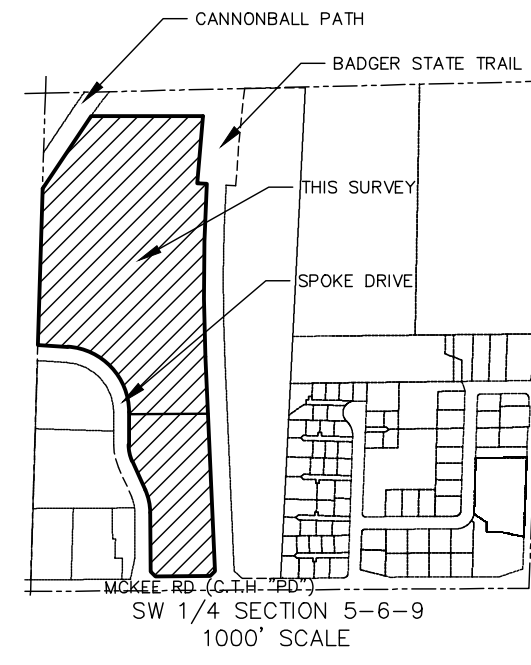 CANNONBALL PATH
BADGER STATE TRAIL
THIS SURVEY
SPOKE DRIVE
MCKEE RD (C.T.H. "PD")
SW 1/4 SECTION 5-6-9
1000' SCALE